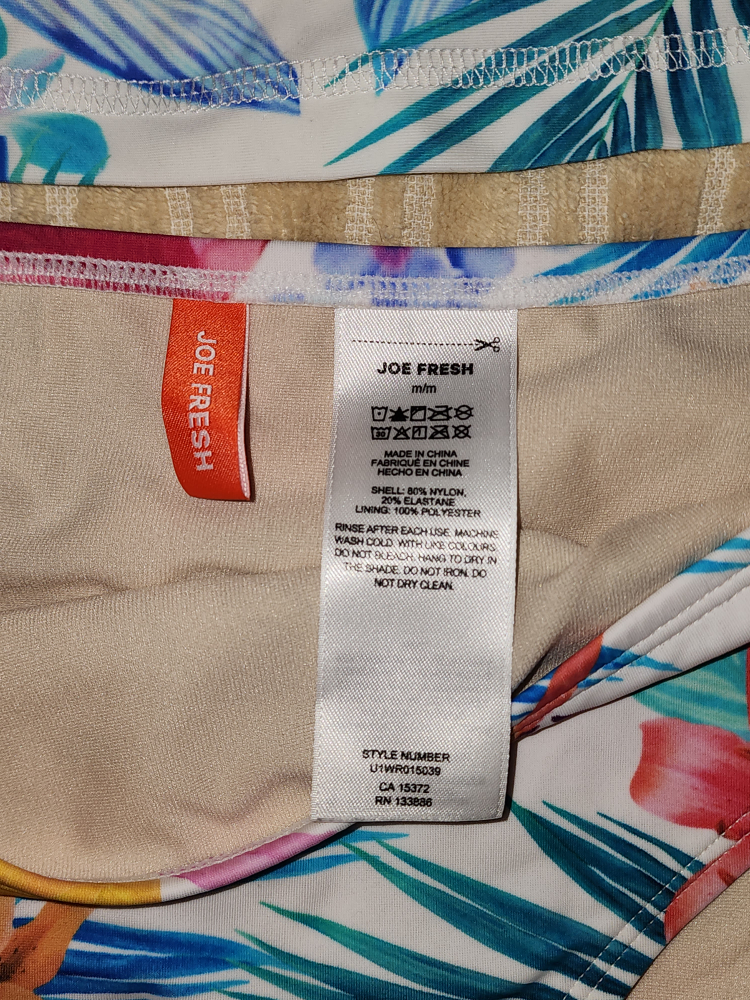 JOE FRESH
JOE FRESH
m/m
MADE IN CHINA
FABRIQUÉ EN CHINE
HECHO EN CHINA
SHELL: 80% NYLON,
20% ELASTANE
LINING: 100% POLYESTER
RINSE AFTER EACH USE. MACHINE
WASH COLD. WITH LIKE COLOURS.
DO NOT BLEACH. HANG TO DRY IN
THE SHADE. DO NOT IRON. DO
NOT DRY CLEAN.
STYLE NUMBER
U1WR015039
CA 15372
RN 133886